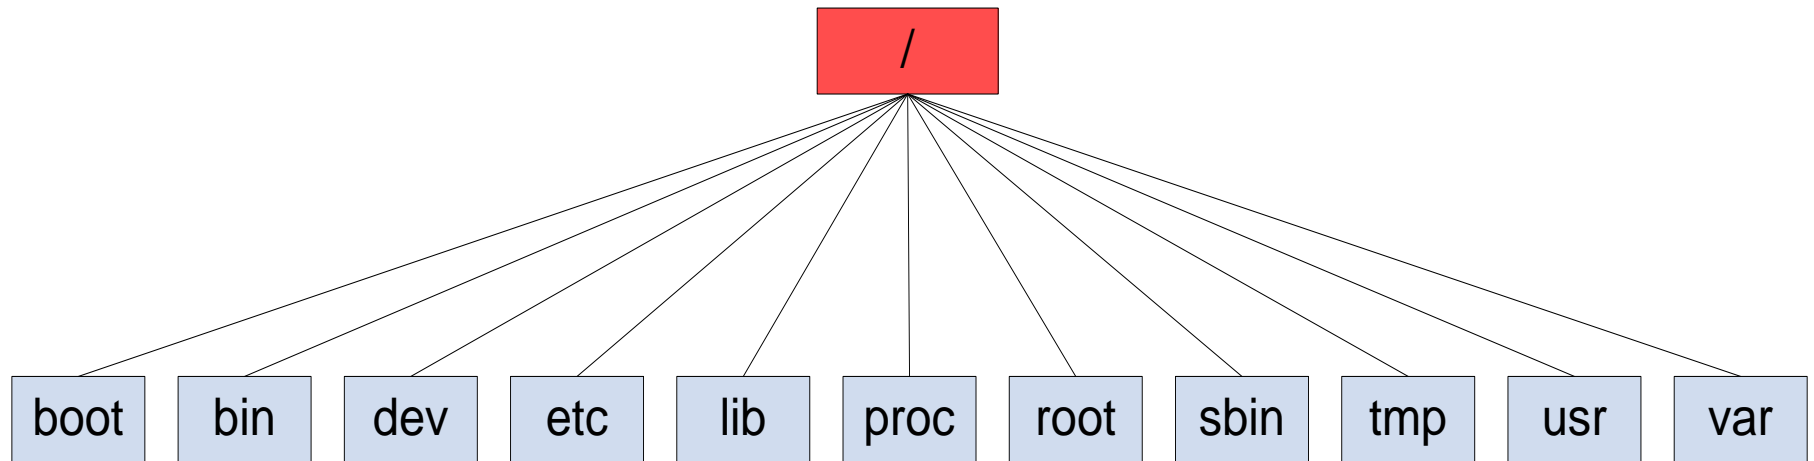 /
boot bin dev etc lib proc root sbin tmp usr var